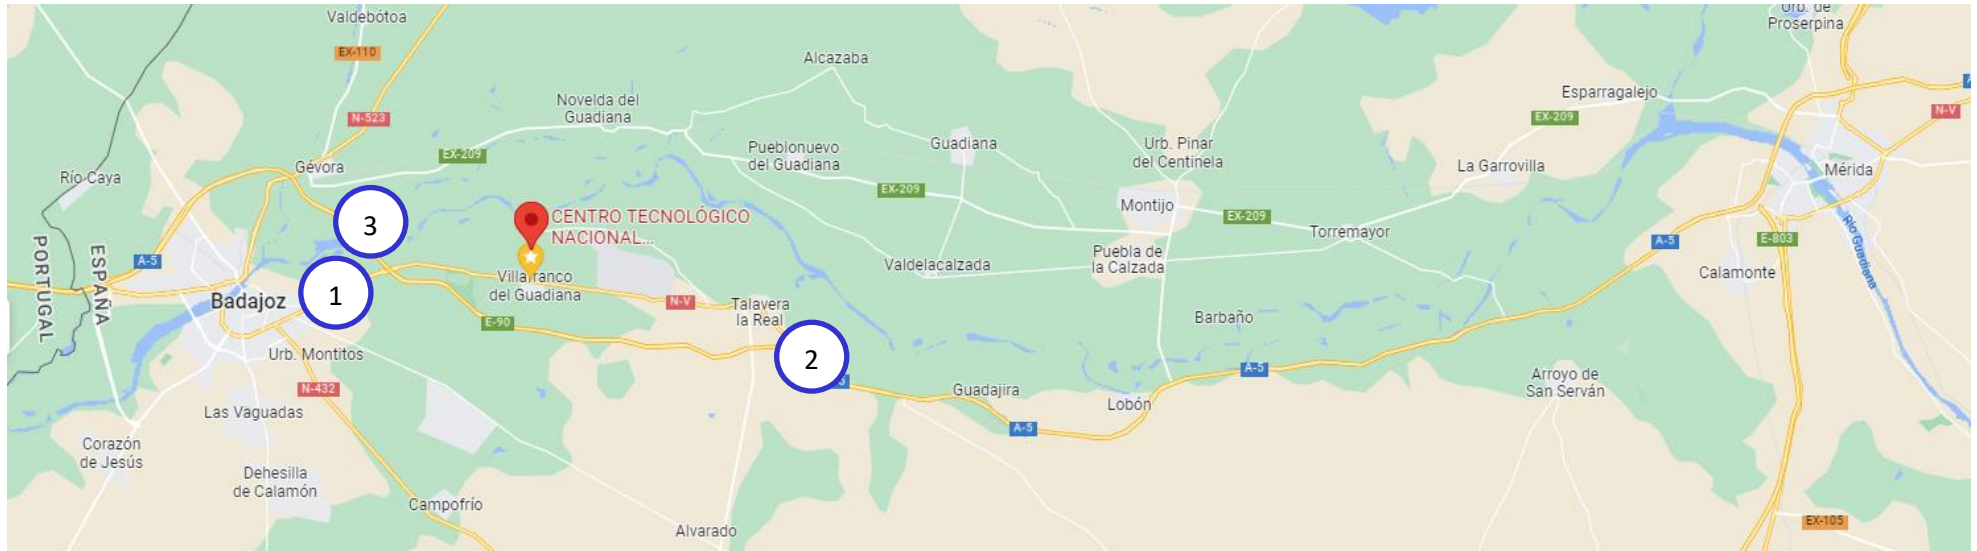 Valdebótoa
Urb. de
Proserpina
EX-110
Alcazaba
Esparragalejo
Novelda del
Guadiana
N-V
N-523
EX-209
Guadiana
Urb. Pinar
del Centinela
Pueblonuevo
del Guadiana
EX-209
Gévora
La Garrovilla
Mérida
Río Caya
EX-209
Montijo
EX-209
3
CENTRO TECNOLÓGICO
NACIONAL...
Torremayor
A-5
E-803
Río Guadiana
PORTUGAL
ESPAÑA
A-5
Puebla de
la Calzada
Valdelacalzada
Calamonte
Villafranco
del Guadiana
Badajoz
1
N-V
Talavera
la Real
E-90
Barbaño
Urb. Montitos
2
A-5
N-432
Guadajira
Lobón
Arroyo de
San Serván
Las Vaguadas
A-5
Corazón
de Jesús
Dehesilla
de Calamón
Campofrío
Alvarado
EX-105